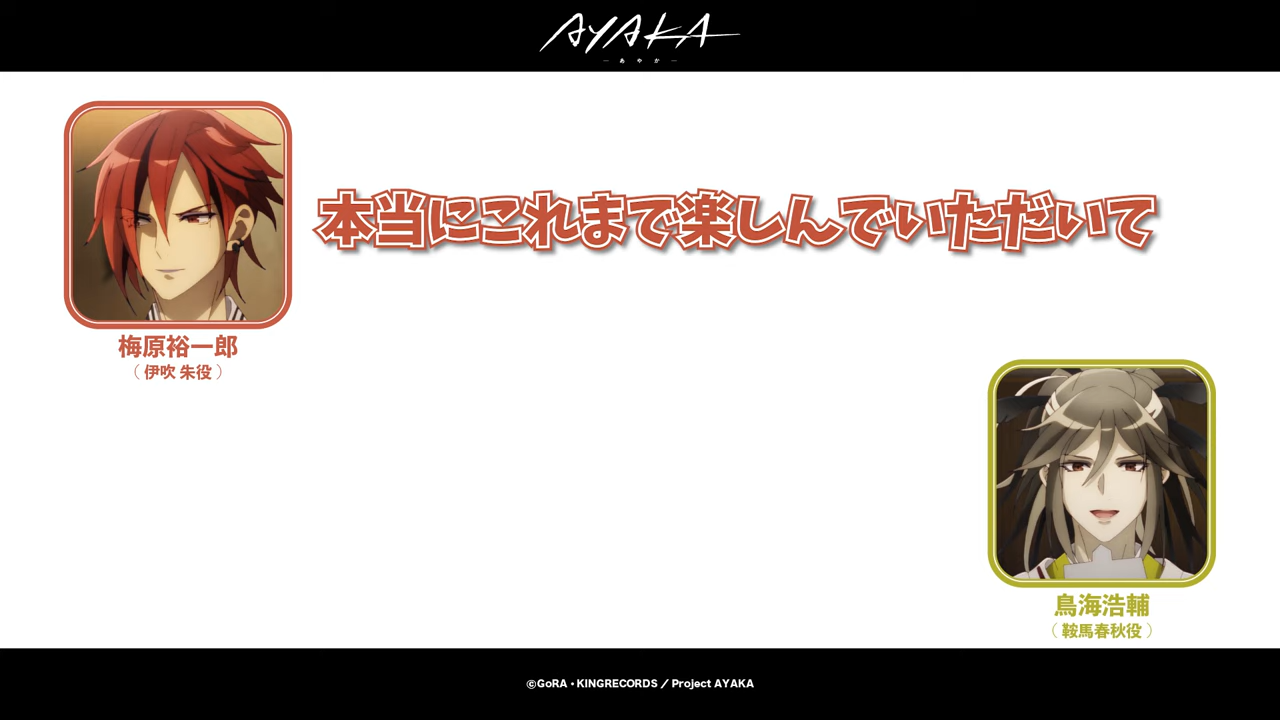 AYAKA
― あやか ―
本当にこれまで楽しんでいただいて
梅原裕一郎
（伊吹 朱役）
鳥海浩輔
（鞍馬春秋役）
©GoRA・KINGRECORDS／Project AYAKA